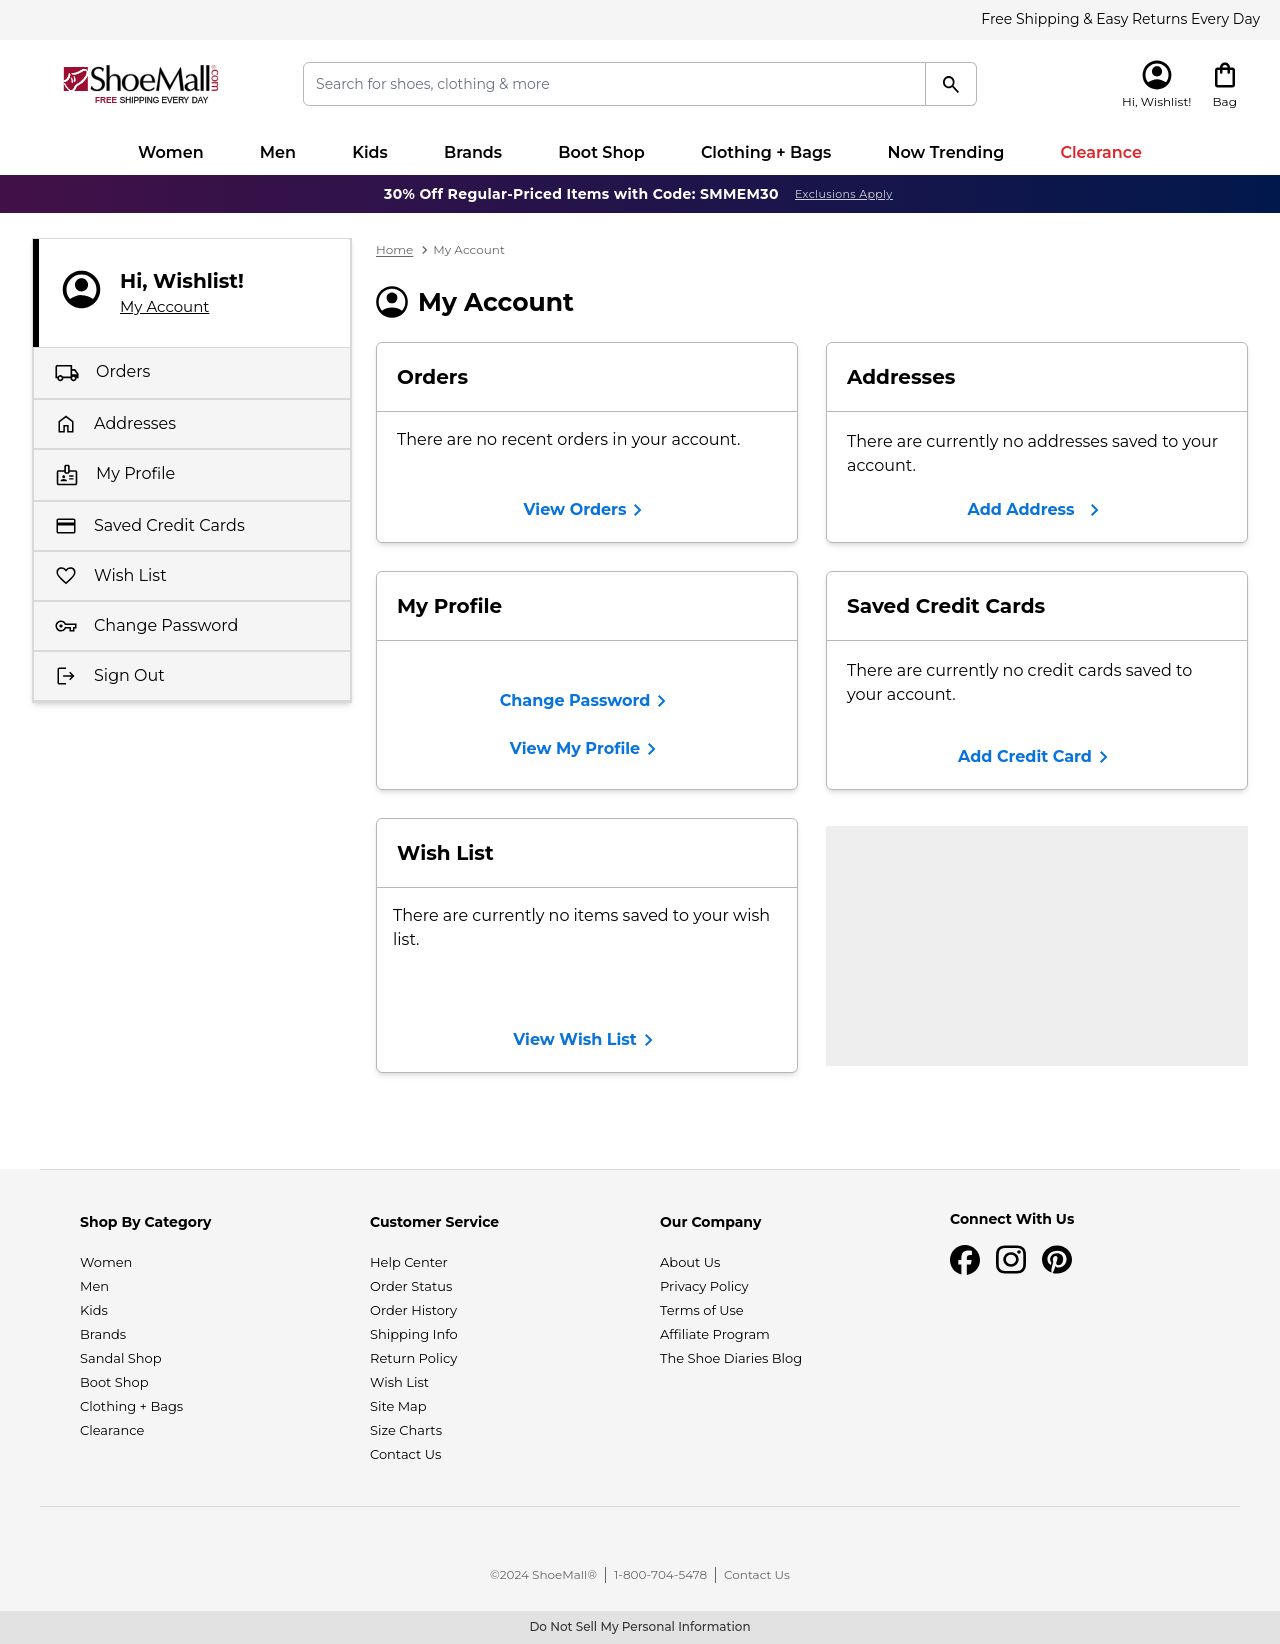 Free Shipping & Easy Returns Every Day
ShoeMall.com
FREE SHIPPING EVERY DAY
Search for shoes, clothing & more
Hi, Wishlist!
Bag
Women
Men
Kids
Brands
Boot Shop
Clothing + Bags
Now Trending
Clearance
30% Off Regular-Priced Items with Code: SMMEM30 Exclusions Apply
Hi, Wishlist!
My Account
Orders
Addresses
My Profile
Saved Credit Cards
Wish List
Change Password
Sign Out
Home > My Account
My Account
Orders
There are no recent orders in your account.
View Orders
Addresses
There are currently no addresses saved to your
account.
Add Address
My Profile
Change Password
View My Profile
Saved Credit Cards
There are currently no credit cards saved to
your account.
Add Credit Card
Wish List
There are currently no items saved to your wish
list.
View Wish List
Shop By Category
Women
Men
Kids
Brands
Sandal Shop
Boot Shop
Clothing + Bags
Clearance
Customer Service
Help Center
Order Status
Order History
Shipping Info
Return Policy
Wish List
Site Map
Size Charts
Contact Us
Our Company
About Us
Privacy Policy
Terms of Use
Affiliate Program
The Shoe Diaries Blog
Connect With Us
©2024 ShoeMall® | 1-800-704-5478 | Contact Us
Do Not Sell My Personal Information